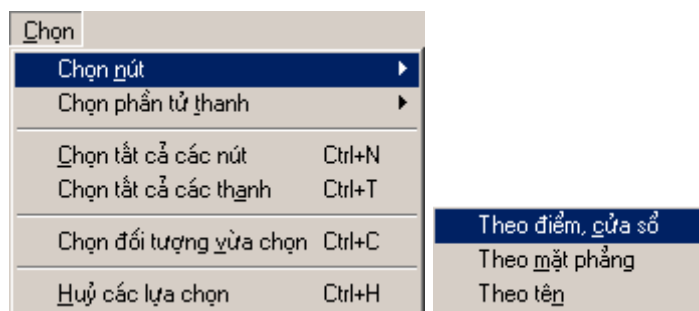 Chọn
Chọn nút
Chọn phần tử thanh
Chọn tất cả các nút Ctrl+N
Chọn tất cả các thanh Ctrl+T
Chọn đối tượng vừa chọn Ctrl+C
Huỷ các lựa chọn Ctrl+H
Theo điểm, cửa sổ
Theo mặt phẳng
Theo tên